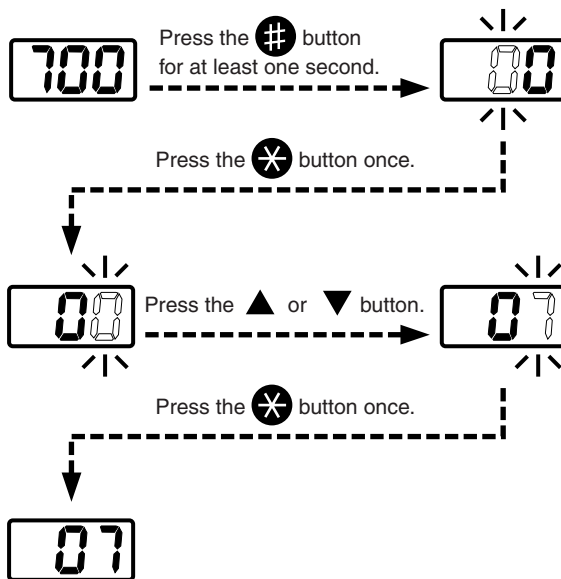 700
Press the # button
for at least one second.
00
Press the * button once.
00
Press the ▲ or ▼ button.
07
Press the * button once.
07